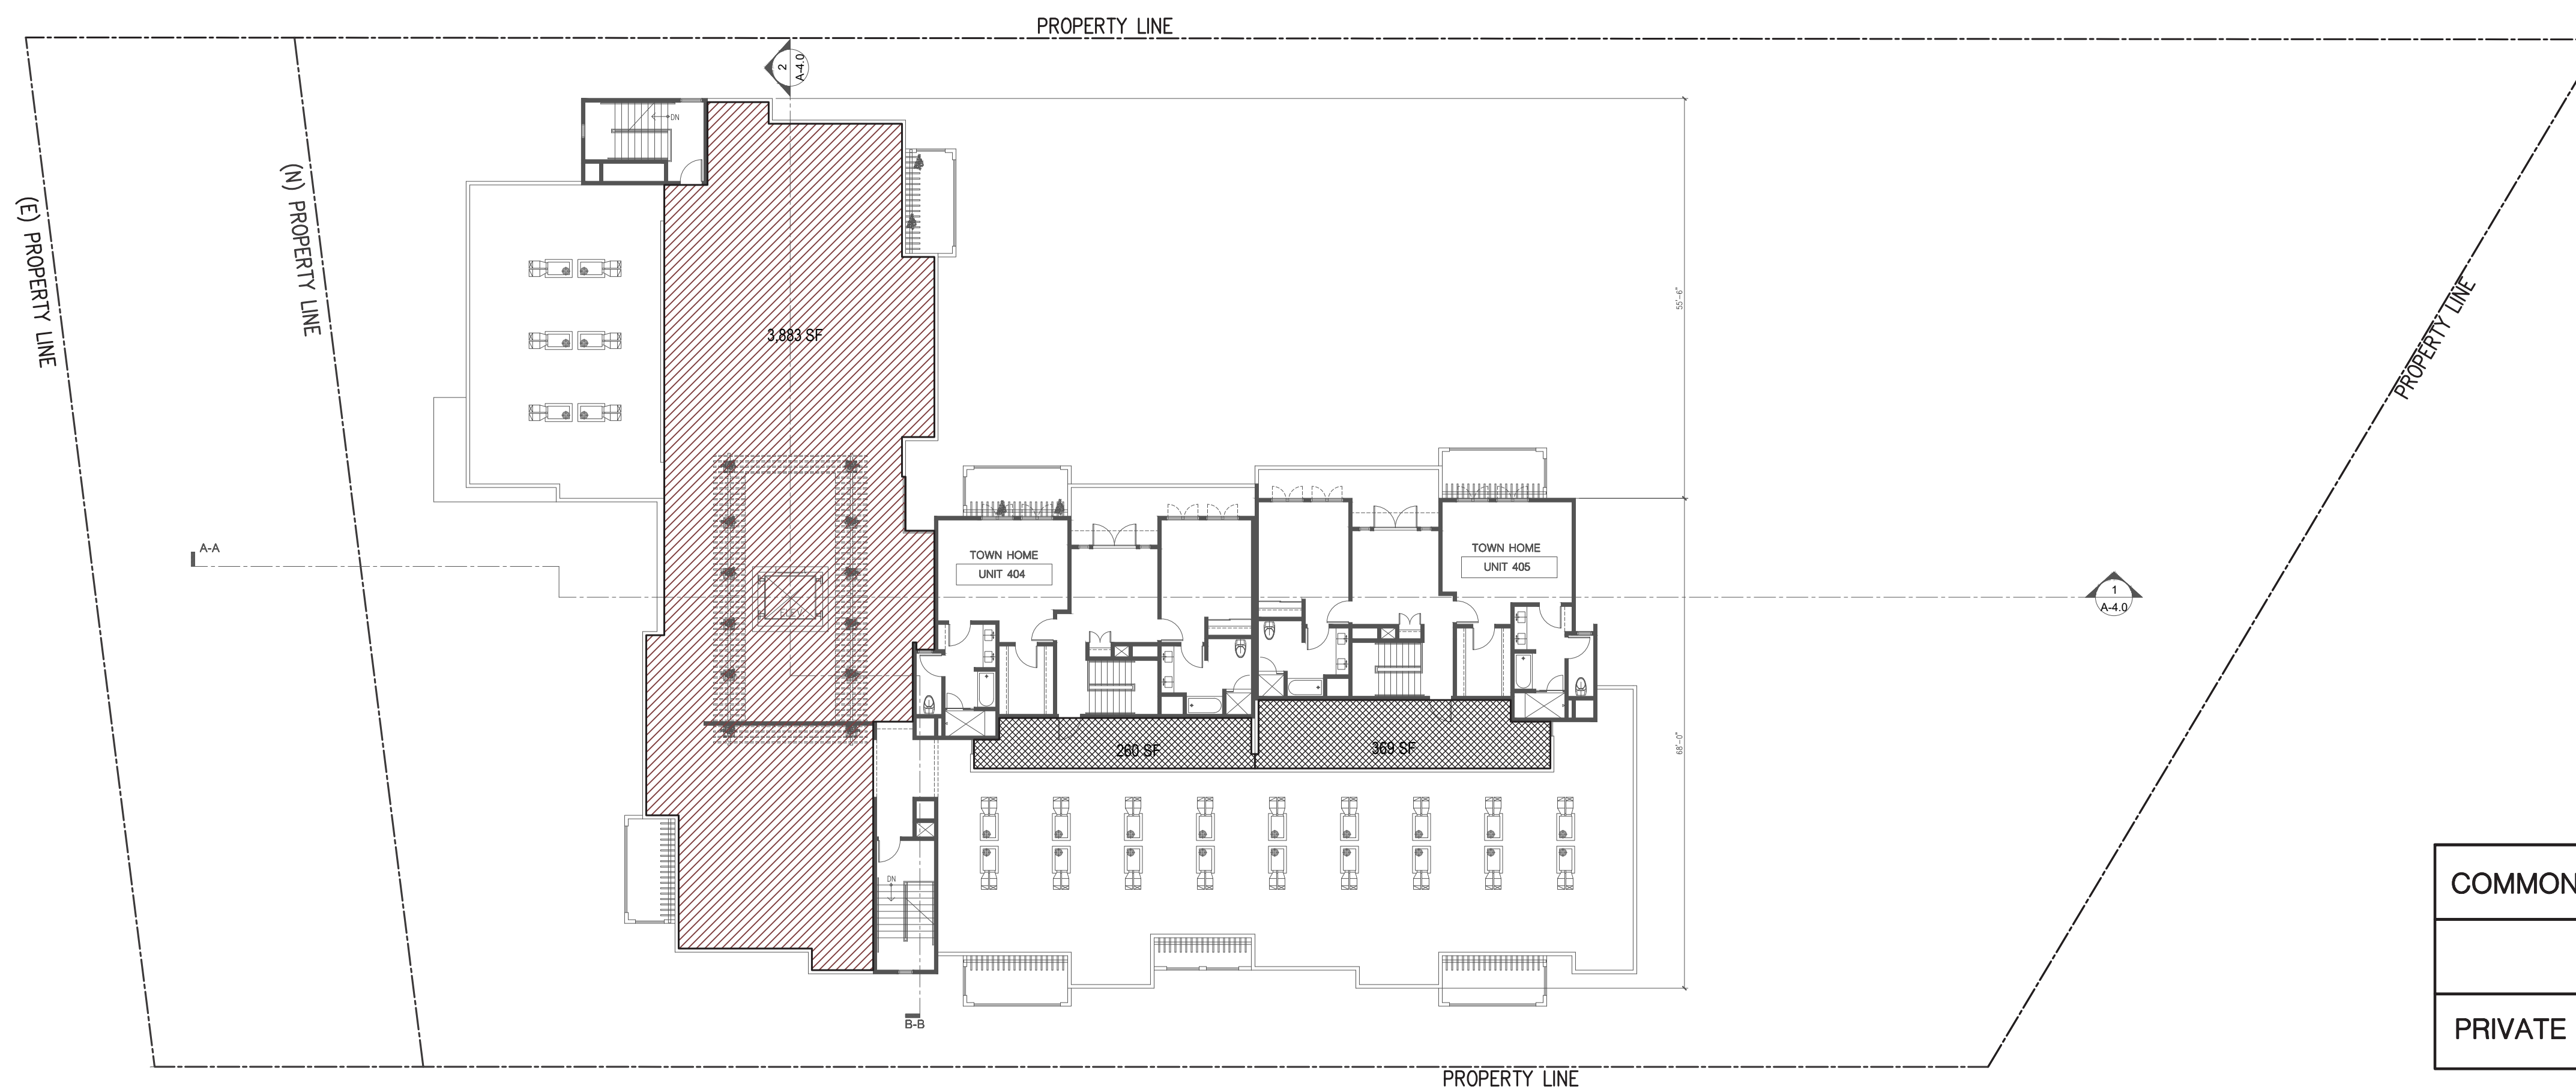 PROPERTY LINE
2
A-4.0
DN
(N) PROPERTY LINE
(E) PROPERTY LINE
55'-6"
PROPERTY LINE
3,883 SF
A-A
TOWN HOME
UNIT 404
TOWN HOME
UNIT 405
ELEV
1
A-4.0
260 SF
369 SF
68'-0"
DN
COMMON
B-B
PRIVATE
PROPERTY LINE